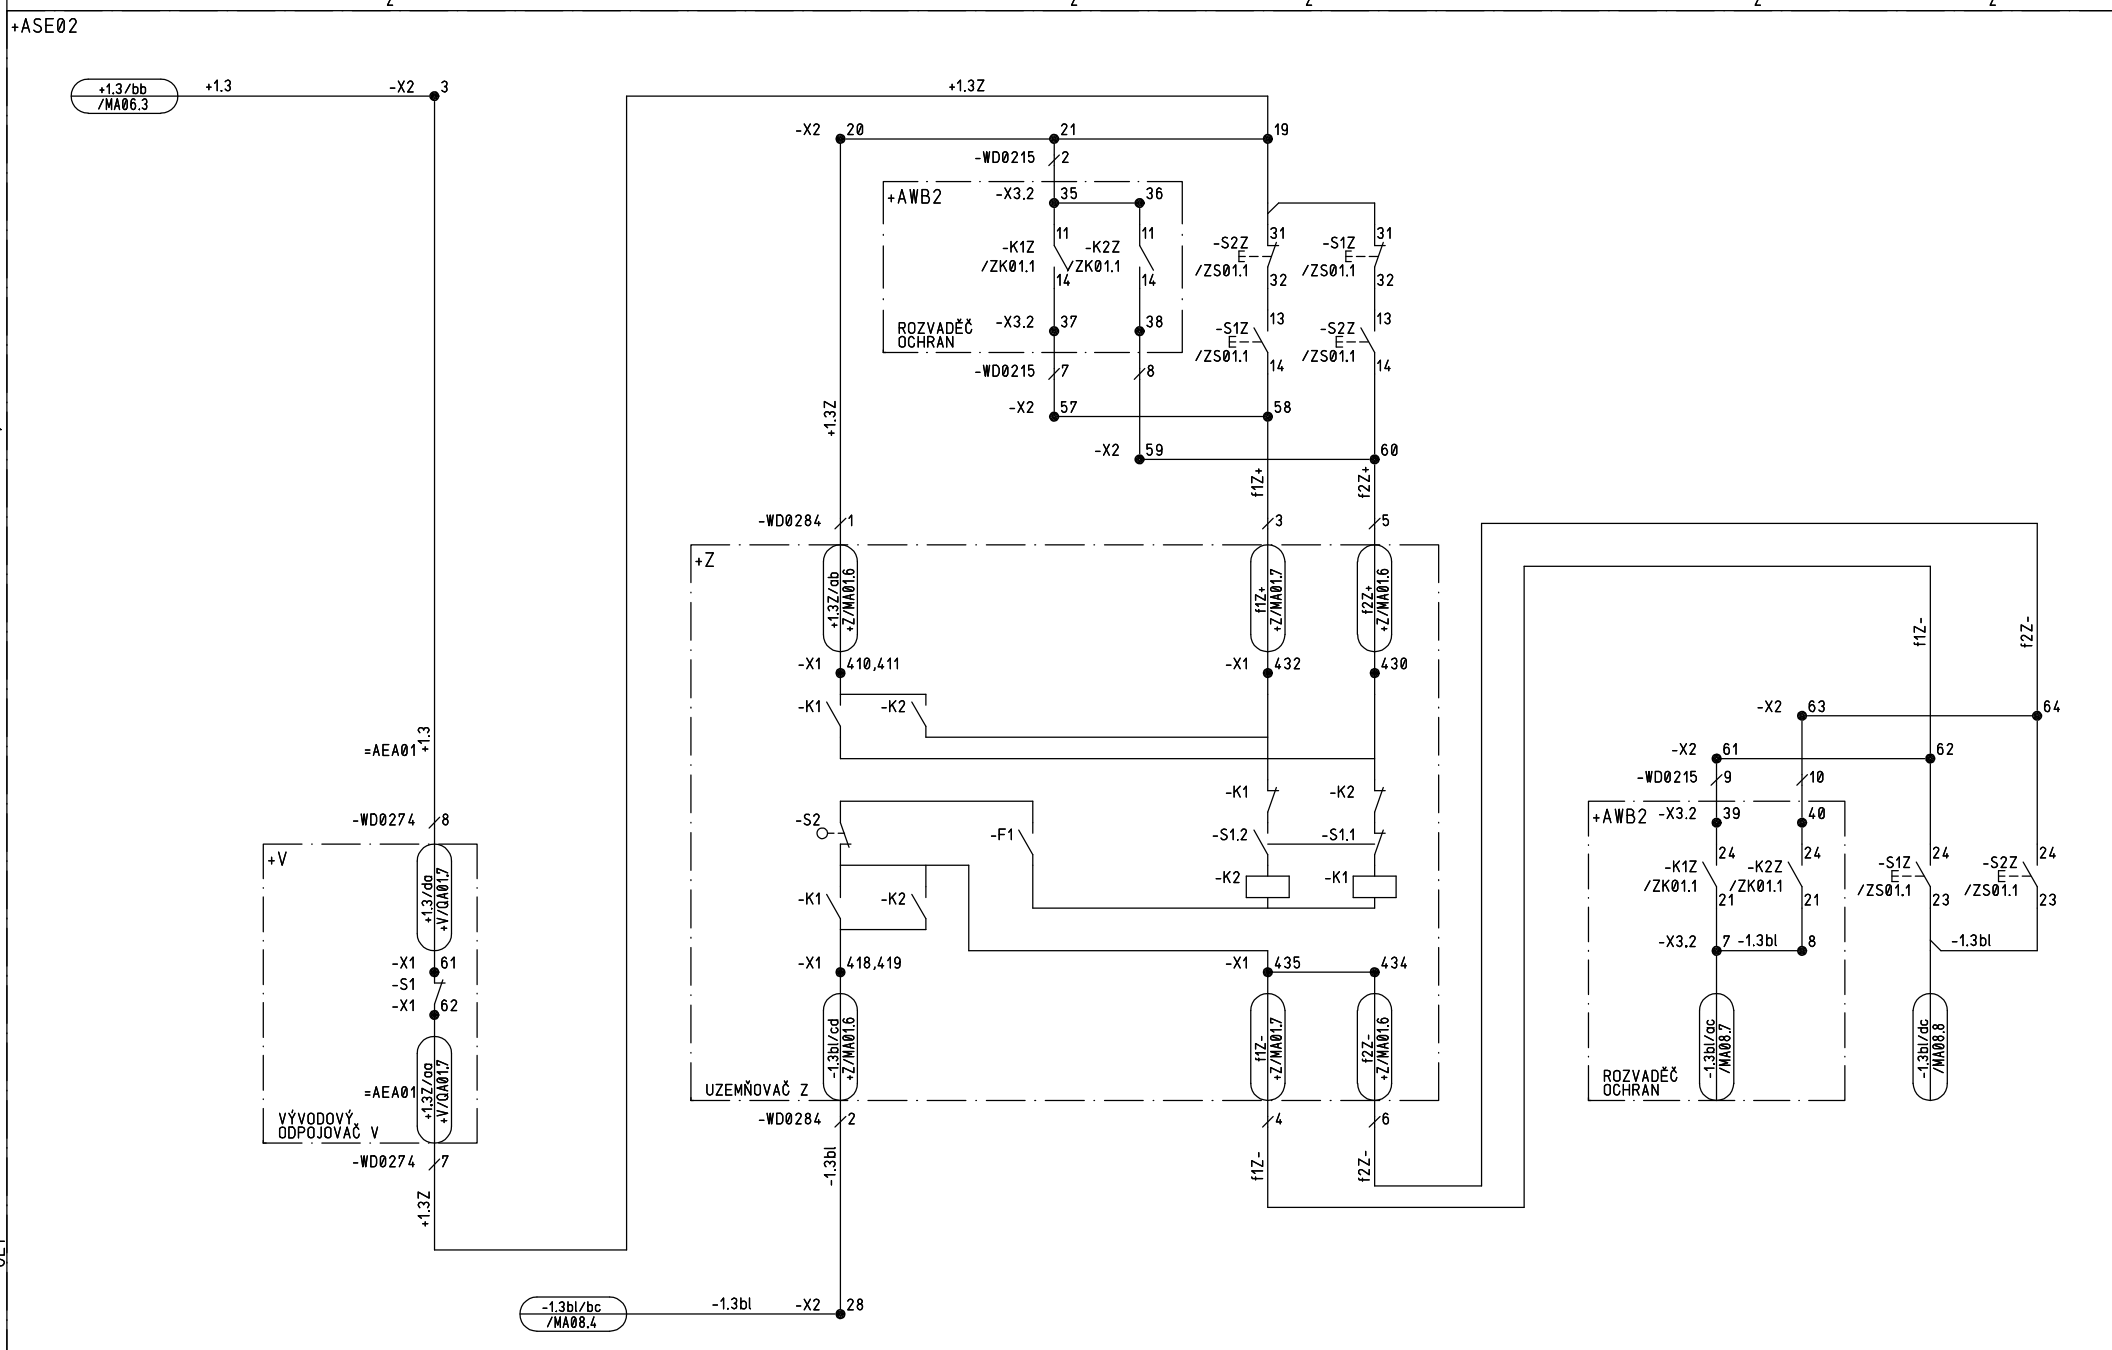 +ASE02
+1.3/bb
/MA06.3
+1.3
-X2
3
+1.3Z
-X2
20
21
19
-WD0215
2
+AWB2
-X3.2
35
36
11
11
31
31
-K1Z
/ZK01.1
-K2Z
/ZK01.1
-S2Z
E
/ZS01.1
-S1Z
E
/ZS01.1
14
14
32
32
ROZVADĚČ
OCHRAN
-X3.2
37
38
13
13
-S1Z
E
/ZS01.1
-S2Z
E
/ZS01.1
14
14
-WD0215
7
8
+1.3Z
-X2
57
58
-X2
59
60
f1Z+
f2Z+
-WD0284
1
3
5
+Z
+1.3Z/ab
+Z/MA01.6
f1Z+
+Z/MA01.7
f2Z+
+Z/MA01.6
f1Z-
f2Z-
-X1
410,411
-X1
432
430
-K1
-K2
-X2
63
64
=AEA01
+1.3
-X2
61
62
-WD0215
9
10
-K1
-K2
-WD0274
8
-S2
-F1
-S1.2
-S1.1
+AWB2
-X3.2
39
40
+V
+1.3/da
+V/QA01.7
-K2
-K1
24
24
24
24
-K1Z
/ZK01.1
-K2Z
/ZK01.1
-S1Z
E
/ZS01.1
-S2Z
E
/ZS01.1
21
21
23
23
-K1
-K2
-X3.2
7
-1.3bl
8
-1.3bl
-X1
61
-S1
-X1
62
-X1
418,419
-X1
435
434
=AEA01
+1.3Z/aa
+V/QA01.7
-1.3bl/cd
+Z/MA01.6
f1Z-
+Z/MA01.7
f2Z-
+Z/MA01.6
-1.3bl/ac
/MA08.7
-1.3bl/dc
/MA08.8
VÝVODOVÝ
ODPOJOVAČ V
UZEMŇOVAČ Z
ROZVADĚČ
OCHRAN
-WD0274
7
-WD0284
2
4
6
+1.3Z
-1.3bl
f1Z-
f2Z-
-1.3bl/bc
/MA08.4
-1.3bl
-X2
28